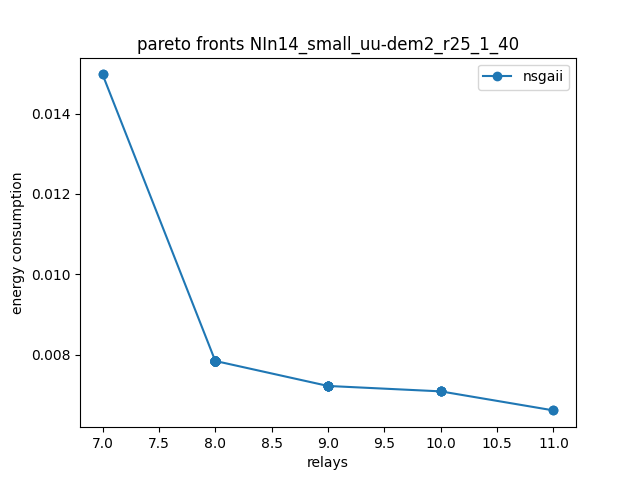 pareto fronts NIn14_small_uu-dem2_r25_1_40
nsgaii
energy consumption
0.014
0.012
0.010
0.008
7.0 7.5 8.0 8.5 9.0 9.5 10.0 10.5 11.0
relays